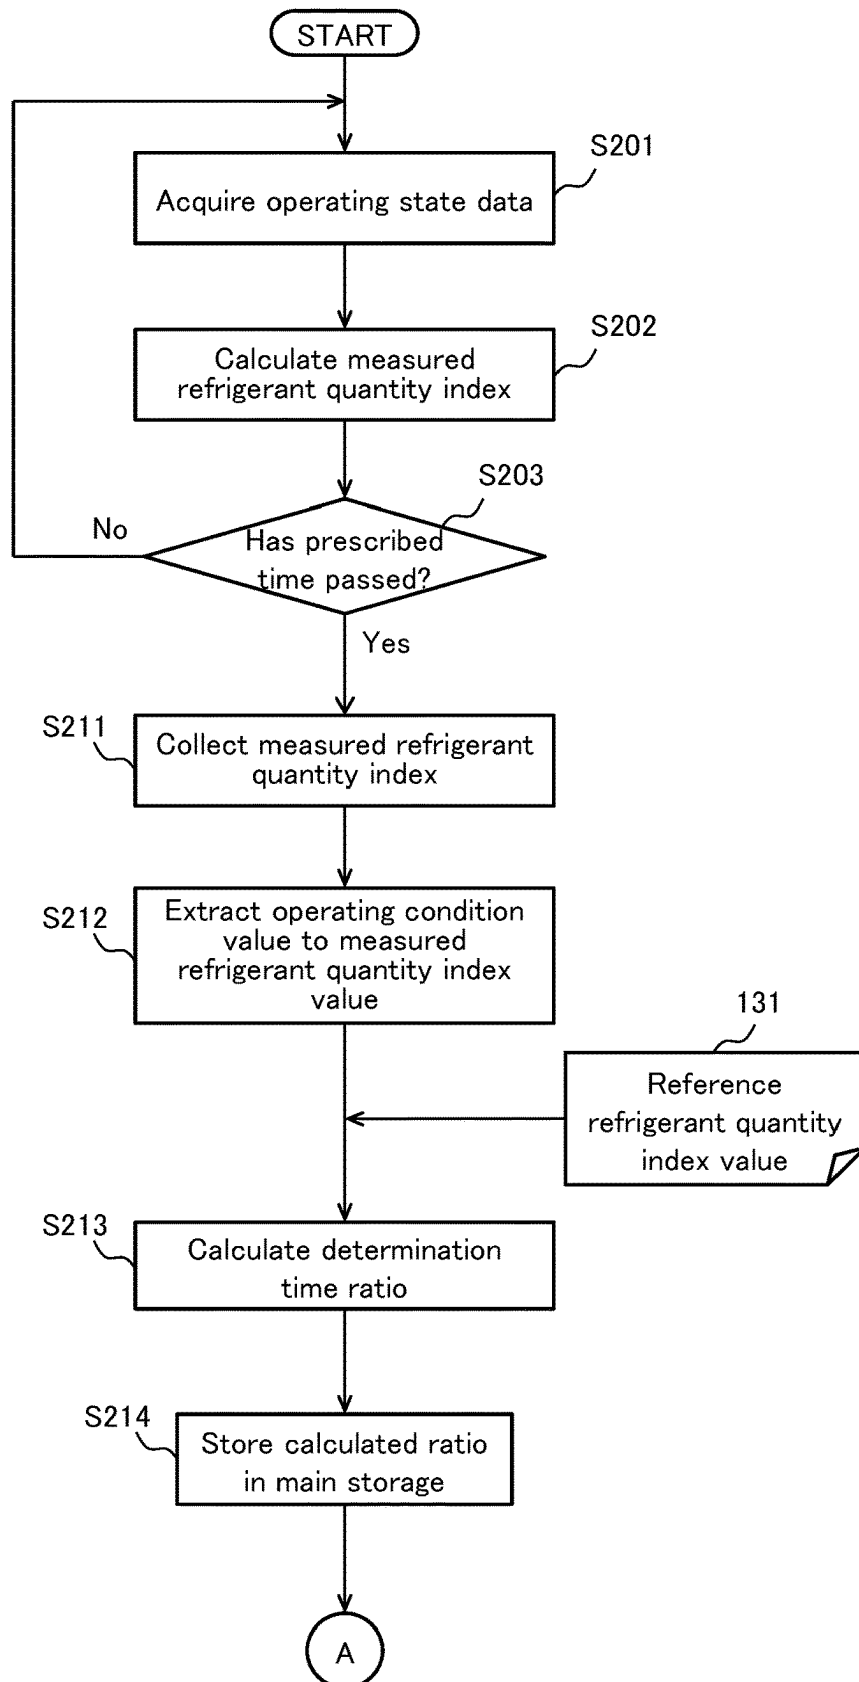 START
S201
Acquire operating state data
S202
Calculate measured
refrigerant quantity index
S203
No
Has prescribed
time passed?
Yes
S211
Collect measured refrigerant
quantity index
S212
Extract operating condition
value to measured
refrigerant quantity index
value
131
Reference
refrigerant quantity
index value
S213
Calculate determination
time ratio
S214
Store calculated ratio
in main storage
A